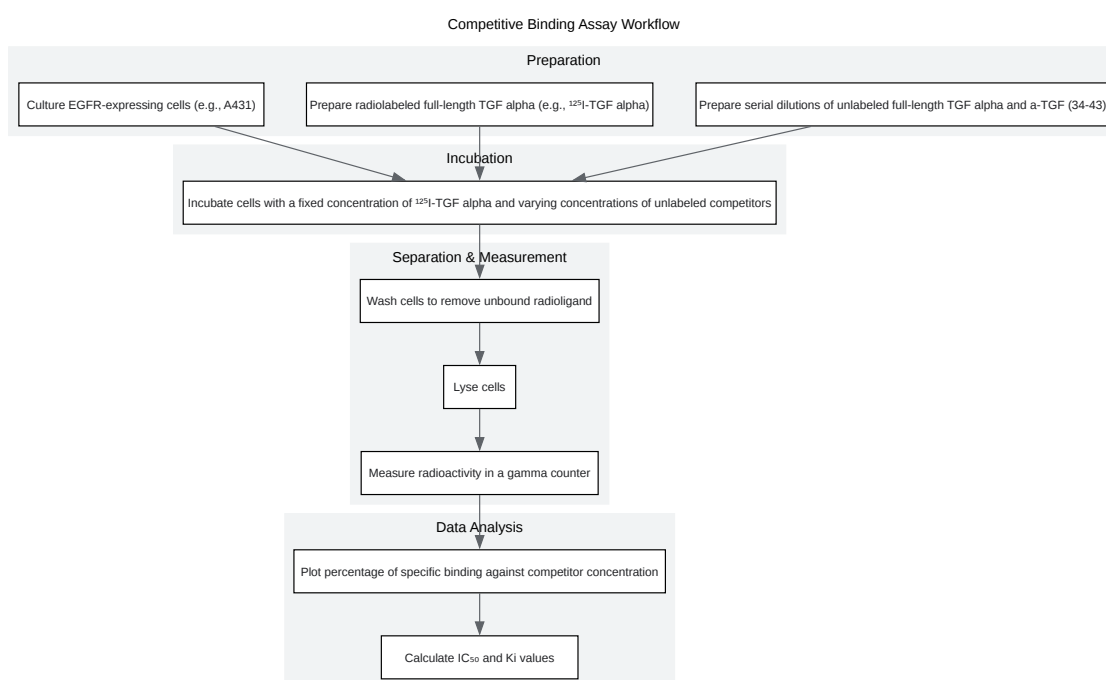 Competitive Binding Assay Workflow
Preparation
Culture EGFR-expressing cells (e.g., A431)
Prepare radiolabeled full-length TGF alpha (e.g., ¹²⁵I-TGF alpha)
Prepare serial dilutions of unlabeled full-length TGF alpha and a-TGF (34-43)
Incubation
Incubate cells with a fixed concentration of ¹²⁵I-TGF alpha and varying concentrations of unlabeled competitors
Separation & Measurement
Wash cells to remove unbound radioligand
Lyse cells
Measure radioactivity in a gamma counter
Data Analysis
Plot percentage of specific binding against competitor concentration
Calculate IC₅₀ and Ki values